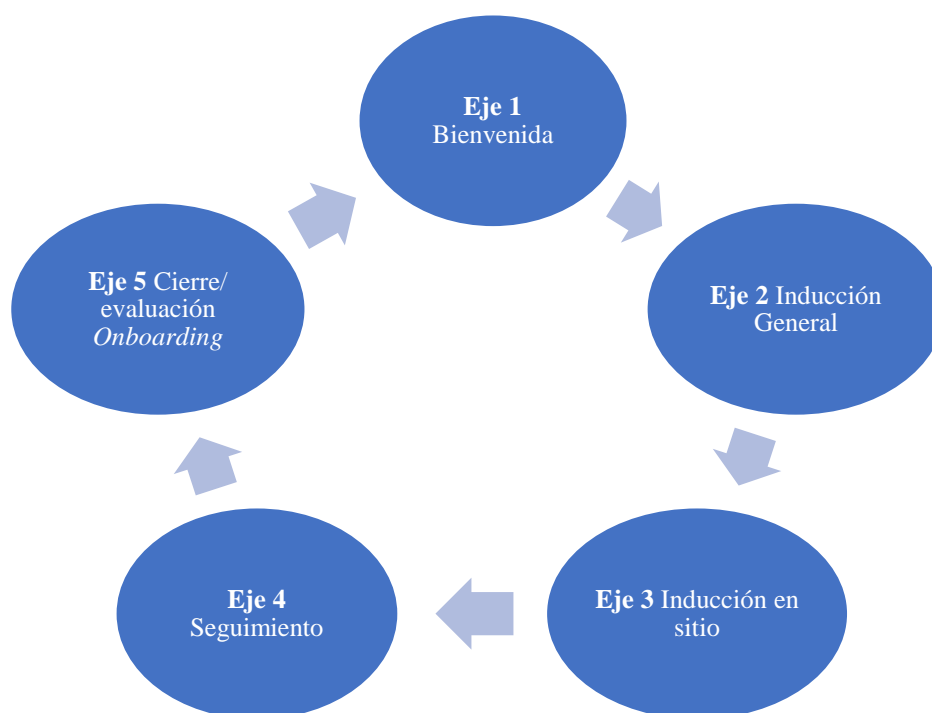 Eje 1
Bienvenida
Eje 2 Inducción
General
Eje 3 Inducción en
sitio
Eje 4
Seguimiento
Eje 5 Cierre/
evaluación
Onboarding